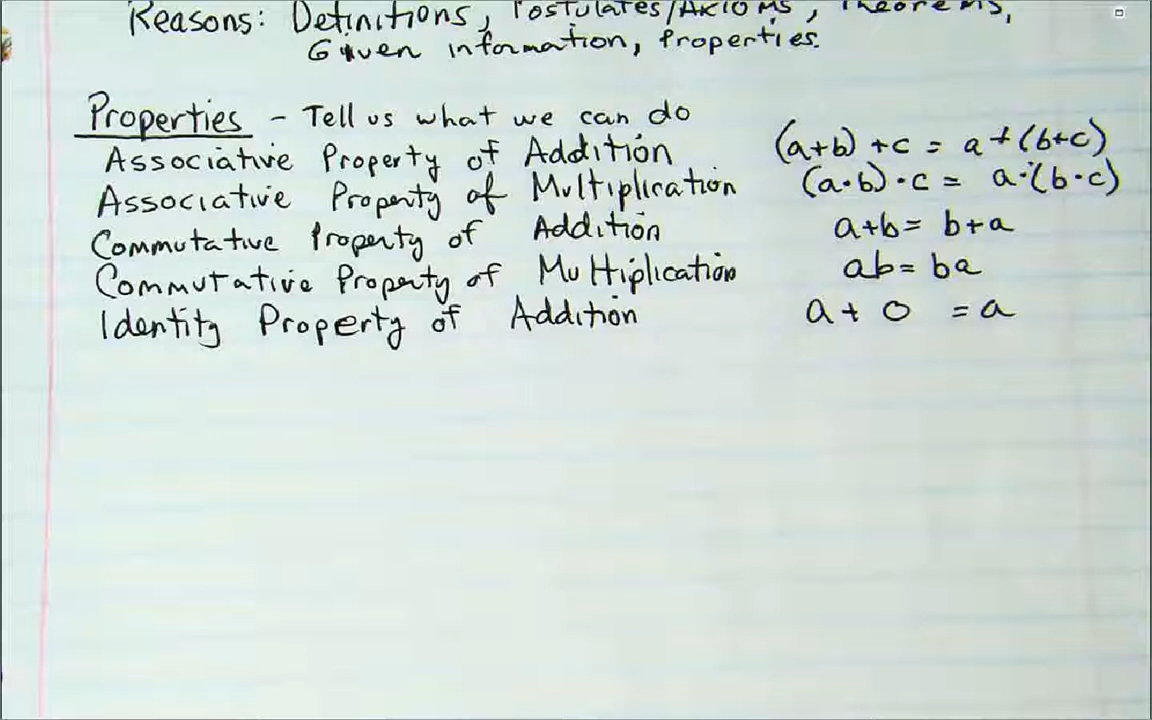 Reasons: Definitions, Postulates/Axioms, Theorems,
Given information, Properties.
Properties - Tell us what we can do
Associative Property of Addition (a+b)+c = a+(b+c)
Associative Property of Multiplication (a·b)·c = a·(b·c)
Commutative Property of Addition a+b = b+a
Commutative Property of Multiplication ab = ba
Identity Property of Addition a + 0 = a